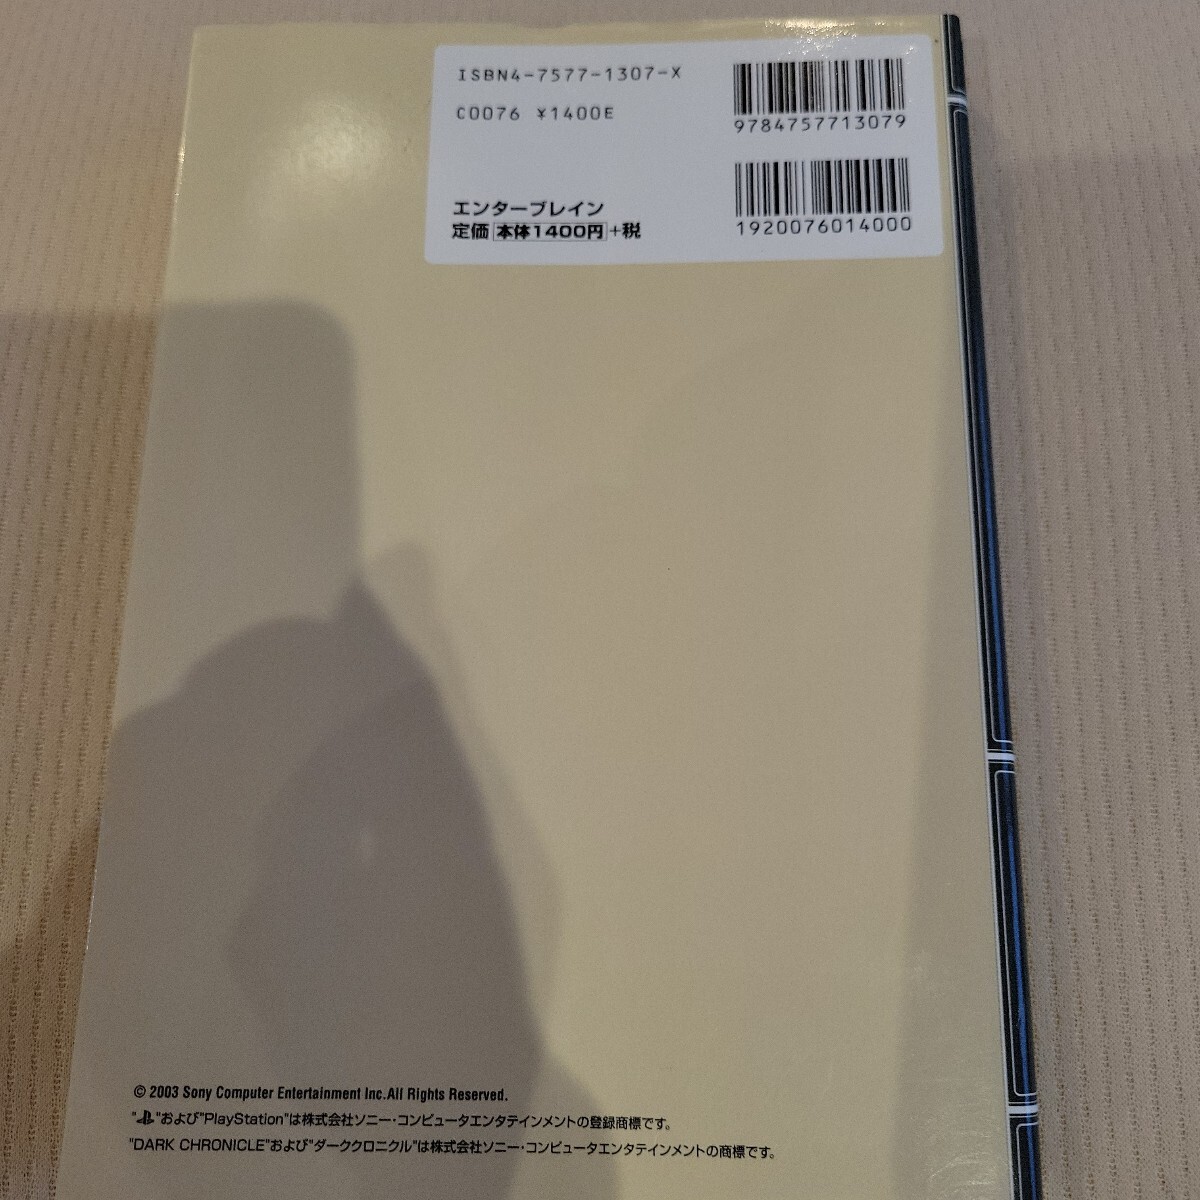 ISBN4-7577-1307-X
C0076 ¥1400E
9784757713079
1920076014000
エンターブレイン
定価 本体1400円 +税
© 2003 Sony Computer Entertainment Inc.All Rights Reserved.
" "および"PlayStation"は株式会社ソニー・コンピュータエンタテインメントの登録商標です。
"DARK CHRONICLE"および"ダーククロニクル"は株式会社ソニー・コンピュータエンタテインメントの商標です。